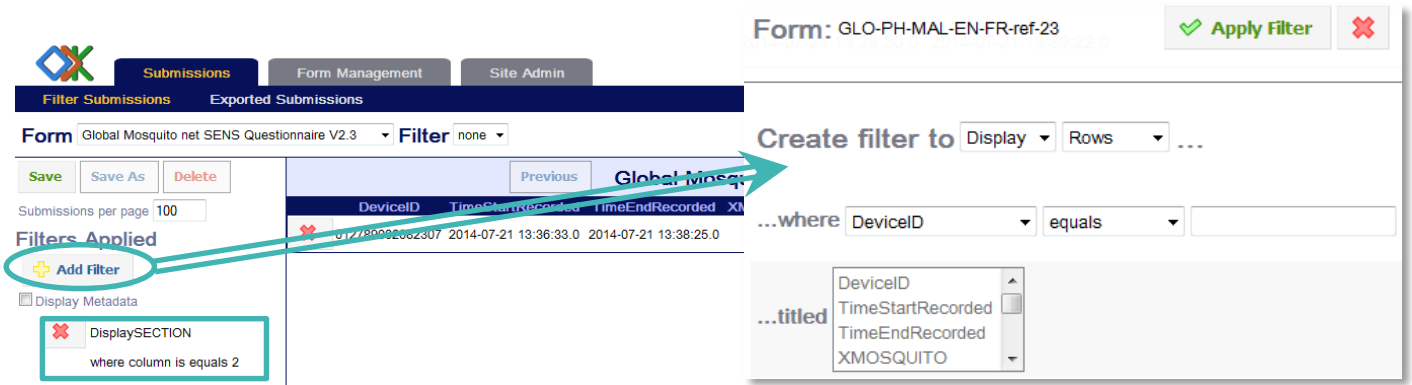 Submissions
Form Management
Site Admin
Filter Submissions
Exported Submissions
Form Global Mosquito net SENS Questionnaire V2.3 Filter none
Save
Save As
Delete
Submissions per page 100
Filters Applied
Add Filter
Display Metadata
DisplaySECTION
where column is equals 2
Previous
Global Mosq
DeviceID TimeStartRecorded TimeEndRecorded XM
2014-07-21 13:36:33.0 2014-07-21 13:38:25.0
Form: GLO-PH-MAL-EN-FR-ref-23
Apply Filter
Create filter to Display Rows ...
...where DeviceID equals
...titled
DeviceID
TimeStartRecorded
TimeEndRecorded
XMOSQUITO